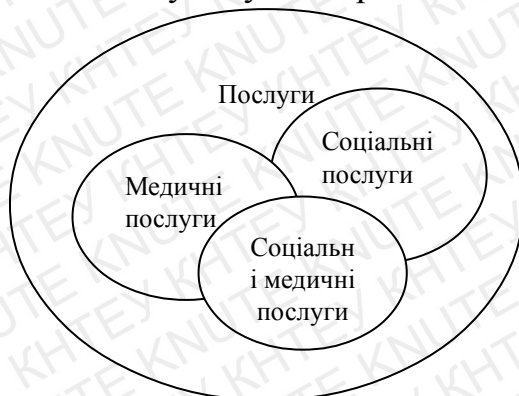 Послуги
Соціальні
послуги
Медичні
послуги
Соціальн
і медичні
послуги